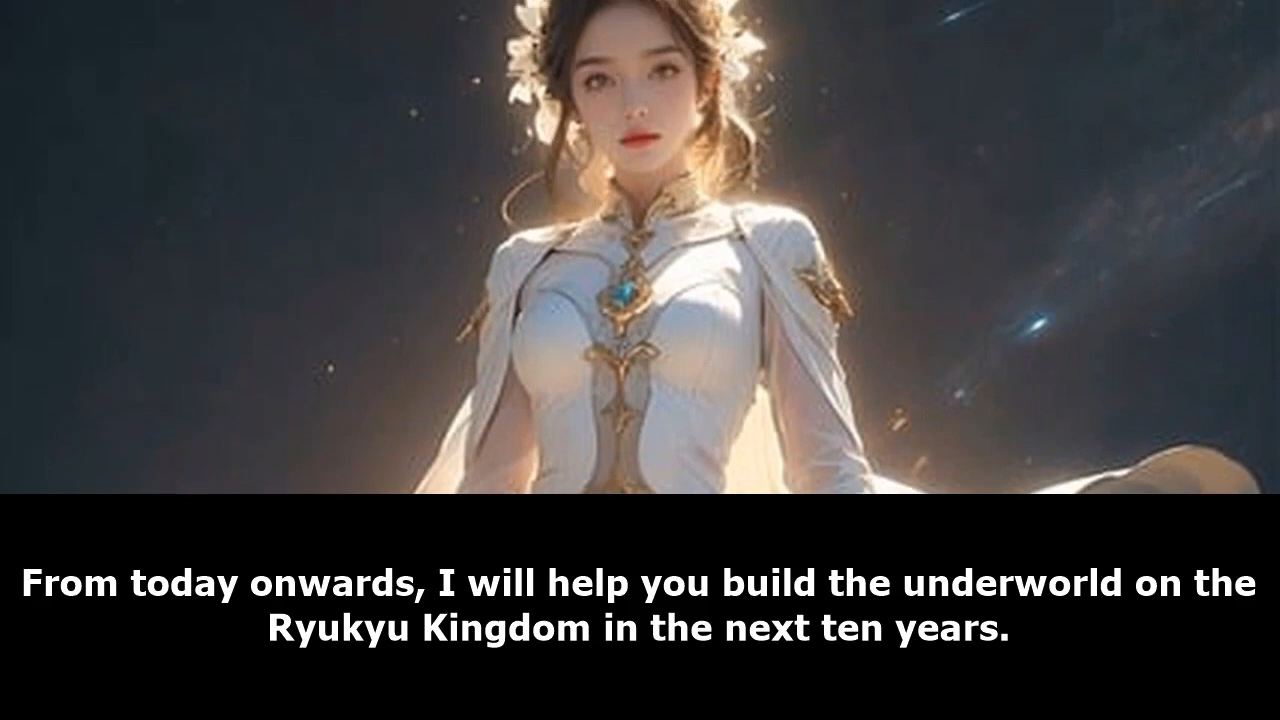 From today onwards, I will help you build the underworld on the
Ryukyu Kingdom in the next ten years.